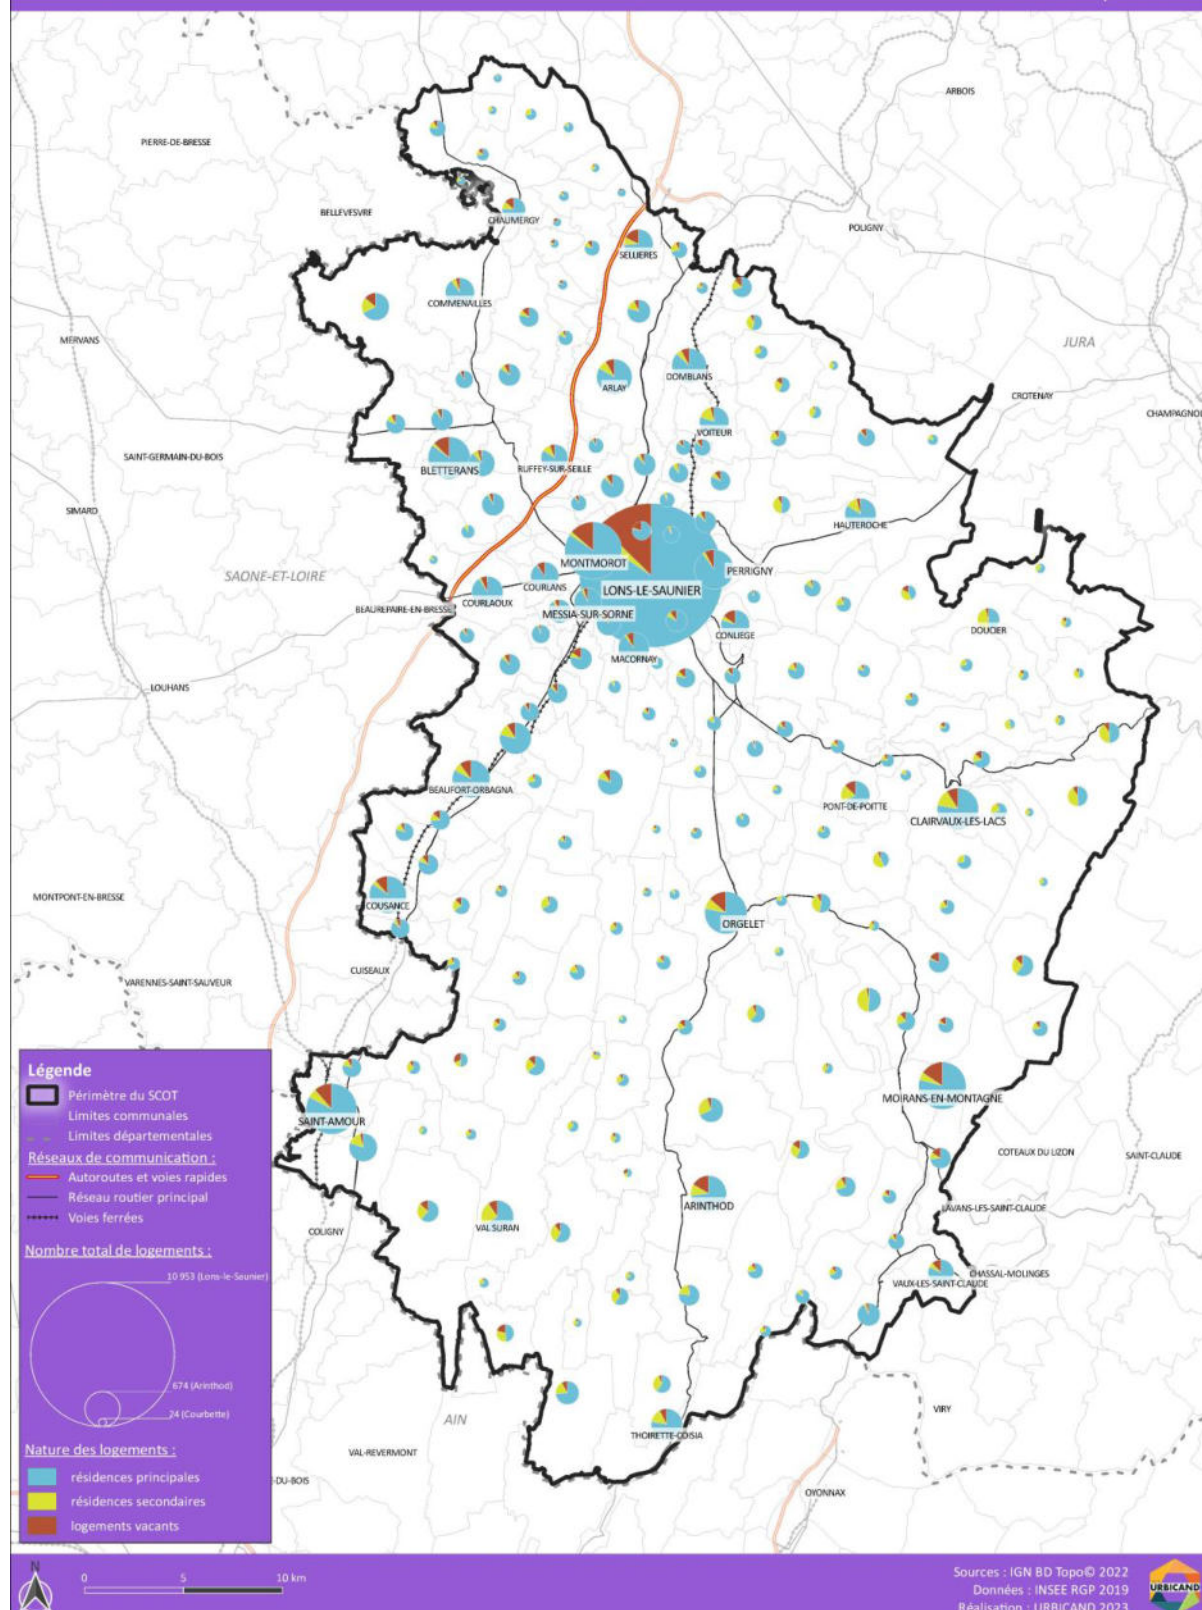 ARBOIS
PIERRE-DE-BRESSE
BELLEVESVRE
CHAUMERGY
POLIGNY
SELLIERES
COMMENAILLES
MERVANS
JURA
DOMBLANS
ARLAY
CROTENAY
CHAMPAGNOL
VOITEUR
SAINT-GERMAIN-DU-BOIS
BLETTERANS
RUFFEY-SUR-SEILLE
SIMARD
HAUTEROCHE
MONTMOROT
PERRIGNY
SAONE-ET-LOIRE
COURLANS
LONS-LE-SAUNIER
COURLAOUX
BEAUREPAIRE-EN-BRESSE
MESSIA-SUR-SORNE
CONLIEGE
DOUCIER
MACORNAY
LOUHANS
BEAUFORT-ORBAGNA
PONT-DE-POITTE
CLAIRVAUX-LES-LACS
MONTPONT-EN-BRESSE
COUSANCE
ORGELET
CUISEAUX
VARENNES-SAINT-SAUVEUR
MOIRANS-EN-MONTAGNE
SAINT-AMOUR
COTEAUX DU LIZON
SAINT-CLAUDE
ARINTHOD
LAVANS-LES-SAINT-CLAUDE
VAL SURAN
COLIGNY
CHASSAL-MOLINGES
VAUX-LES-SAINT-CLAUDE
VIRY
AIN
THOIRETTE-COISIA
VAL-REVERMONT
-DU-BOIS
OYONNAX
Légende
Périmètre du SCOT
Limites communales
Limites départementales
Réseaux de communication :
Autoroutes et voies rapides
Réseau routier principal
Voies ferrées
Nombre total de logements :
10 953 (Lons-le-Saunier)
674 (Arinthod)
24 (Courbette)
Nature des logements :
résidences principales
résidences secondaires
logements vacants
N
0 5 10 km
Sources : IGN BD Topo© 2022
Données : INSEE RGP 2019
Réalisation : URBICAND 2023
URBICAND